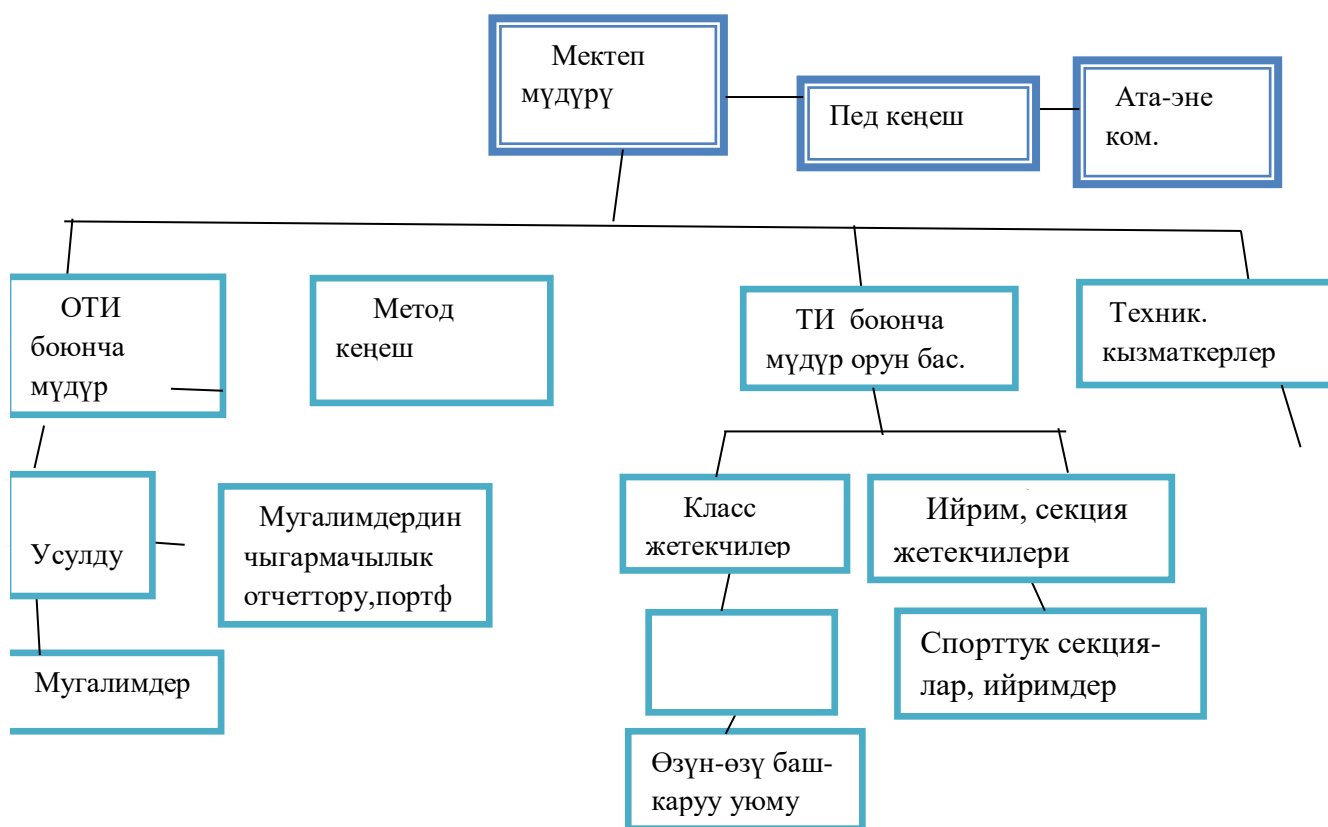 Мектеп
мүдүрү
Пед кеңеш
Ата-эне
ком.
ОТИ
боюнча
мүдүр
Метод
кеңеш
ТИ боюнча
мүдүр орун бас.
Техник.
кызматкерлер
Усулду
Мугалимдердин
чыгармачылык
отчеттору,портф
Класс
жетекчилер
Ийрим, секция
жетекчилери
Мугалимдер
Спорттук секция-
лар, ийримдер
Өзүн-өзү баш-
каруу уюму